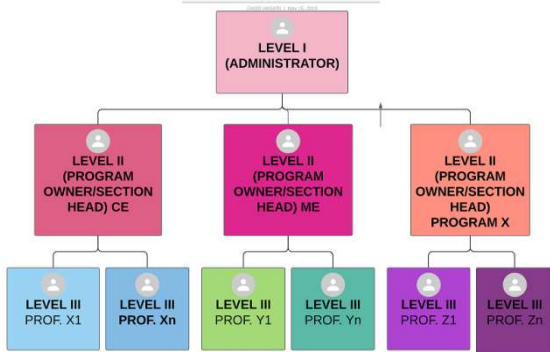 LEVEL I
(ADMINISTRATOR)
LEVEL II
(PROGRAM
OWNER/SECTION
HEAD) CE
LEVEL II
(PROGRAM
OWNER/SECTION
HEAD) ME
LEVEL II
(PROGRAM
OWNER/SECTION
HEAD)
PROGRAM X
LEVEL III
PROF. X1
LEVEL III
PROF. Xn
LEVEL III
PROF. Y1
LEVEL III
PROF. Yn
LEVEL III
PROF. Z1
LEVEL III
PROF. Zn